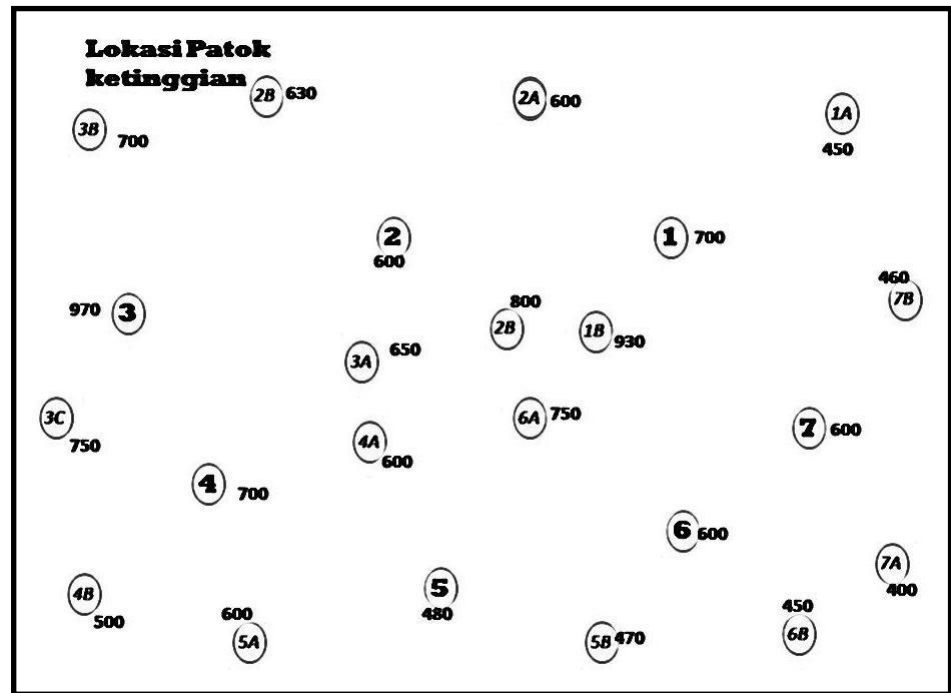 Lokasi Patok
ketinggian
2B 630
2A 600
1A
450
3B
700
2
600
1 700
460
7B
970 3
800
2B
1B
930
3A
650
3C
750
6A 750
7 600
4A
600
4
700
6 600
7A
400
4B
500
5
480
600
5A
5B 470
450
6B